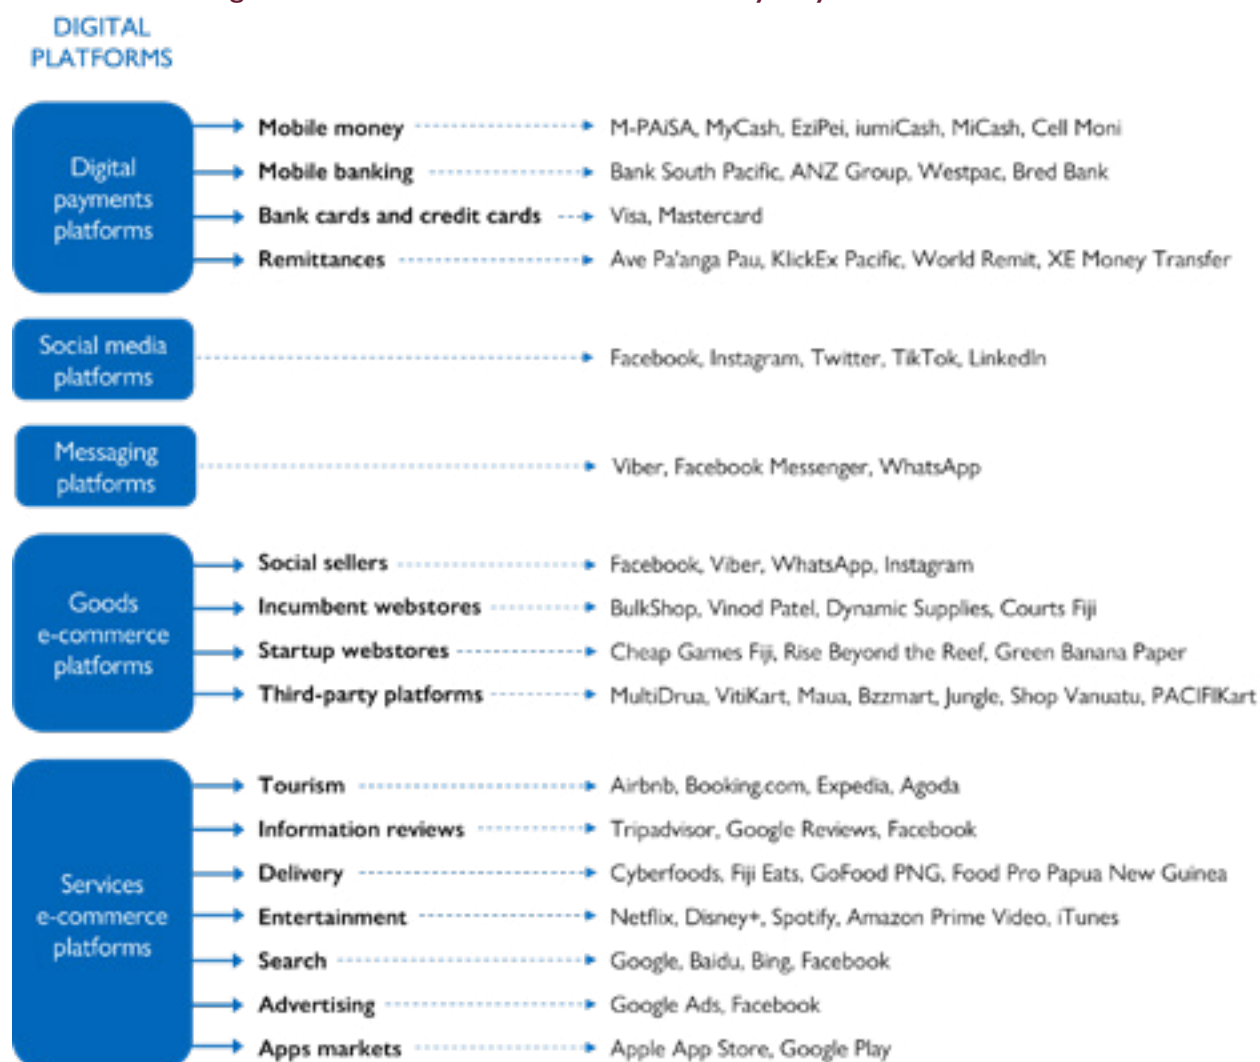 DIGITAL
PLATFORMS
Digital
payments
platforms
Mobile money M-PAiSA, MyCash, EziPei, iumiCash, MiCash, Cell Moni
Mobile banking Bank South Pacific, ANZ Group, Westpac, Bred Bank
Bank cards and credit cards Visa, Mastercard
Remittances Ave Pa'anga Pau, KlickEx Pacific, World Remit, XE Money Transfer
Social media
platforms
Facebook, Instagram, Twitter, TikTok, LinkedIn
Messaging
platforms
Viber, Facebook Messenger, WhatsApp
Goods
e-commerce
platforms
Social sellers Facebook, Viber, WhatsApp, Instagram
Incumbent webstores BulkShop, Vinod Patel, Dynamic Supplies, Courts Fiji
Startup webstores Cheap Games Fiji, Rise Beyond the Reef, Green Banana Paper
Third-party platforms MultiDrua, VitiKart, Maua, Bzzmart, Jungle, Shop Vanuatu, PACIFIKart
Services
e-commerce
platforms
Tourism Airbnb, Booking.com, Expedia, Agoda
Information reviews Tripadvisor, Google Reviews, Facebook
Delivery Cyberfoods, Fiji Eats, GoFood PNG, Food Pro Papua New Guinea
Entertainment Netflix, Disney+, Spotify, Amazon Prime Video, iTunes
Search Google, Baidu, Bing, Facebook
Advertising Google Ads, Facebook
Apps markets Apple App Store, Google Play